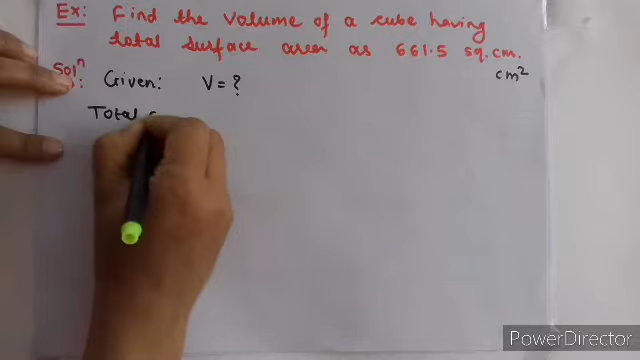 Ex: Find the volume of a cube having
total surface area as 661.5 sq.cm.
cm²
Solⁿ: Given: V = ?
Total
PowerDirector